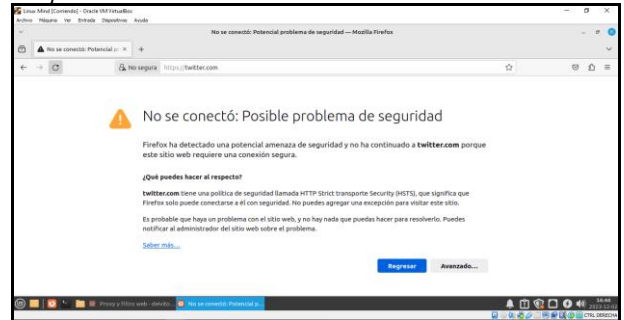 Linux Mind [Corriendo] - Oracle VM VirtualBox
Archivo Máquina Ver Entrada Dispositivos Ayuda
No se conectó: Potencial problema de seguridad — Mozilla Firefox
No se conectó: Potencial p
No segura https://twitter.com
No se conectó: Posible problema de seguridad
Firefox ha detectado una potencial amenaza de seguridad y no ha continuado a twitter.com porque
este sitio web requiere una conexión segura.
¿Qué puedes hacer al respecto?
twitter.com tiene una política de seguridad llamada HTTP Strict transporte Security (HSTS), que significa que
Firefox solo puede conectarse a él con seguridad. No puedes agregar una excepción para visitar este sitio.
Es probable que haya un problema con el sitio web, y no hay nada que puedas hacer para resolverlo. Puedes
notificar al administrador del sitio web sobre el problema.
Saber más...
Regresar Avanzado...
Proxy y filtro web - No se conectó: Potencial p...
2023-12-02
CTRL DERECHA